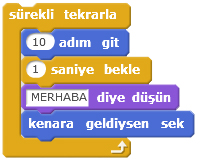 sürekli tekrarla
10 adım git
1 saniye bekle
MERHABA diye düşün
kenara geldiysen sek